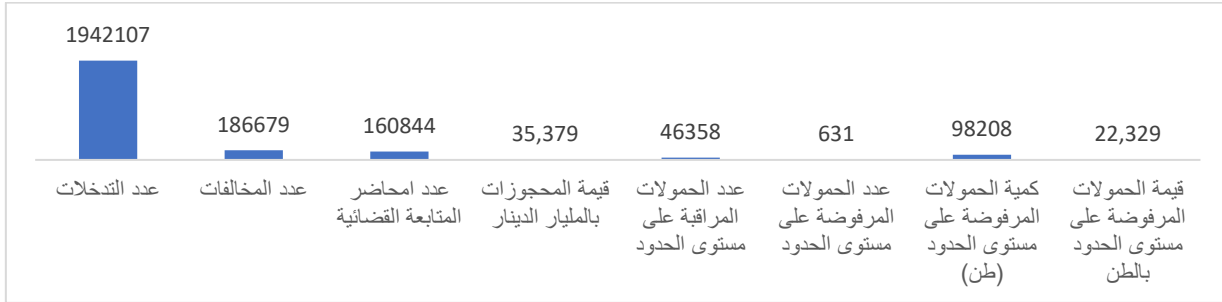 1942107
186679
160844
35,379
46358
631
98208
22,329
عدد التدخلات
عدد المخالفات
عدد امحاضر
المتابعة القضائية
قيمة المحجوزات
بالمليار الدينار
عدد الحمولات
المراقبة على
مستوى الحدود
عدد الحمولات
المرفوضة على
مستوى الحدود
كمية الحمولات
المرفوضة على
مستوى الحدود
(طن)
قيمة الحمولات
المرفوضة على
مستوى الحدود
بالطن